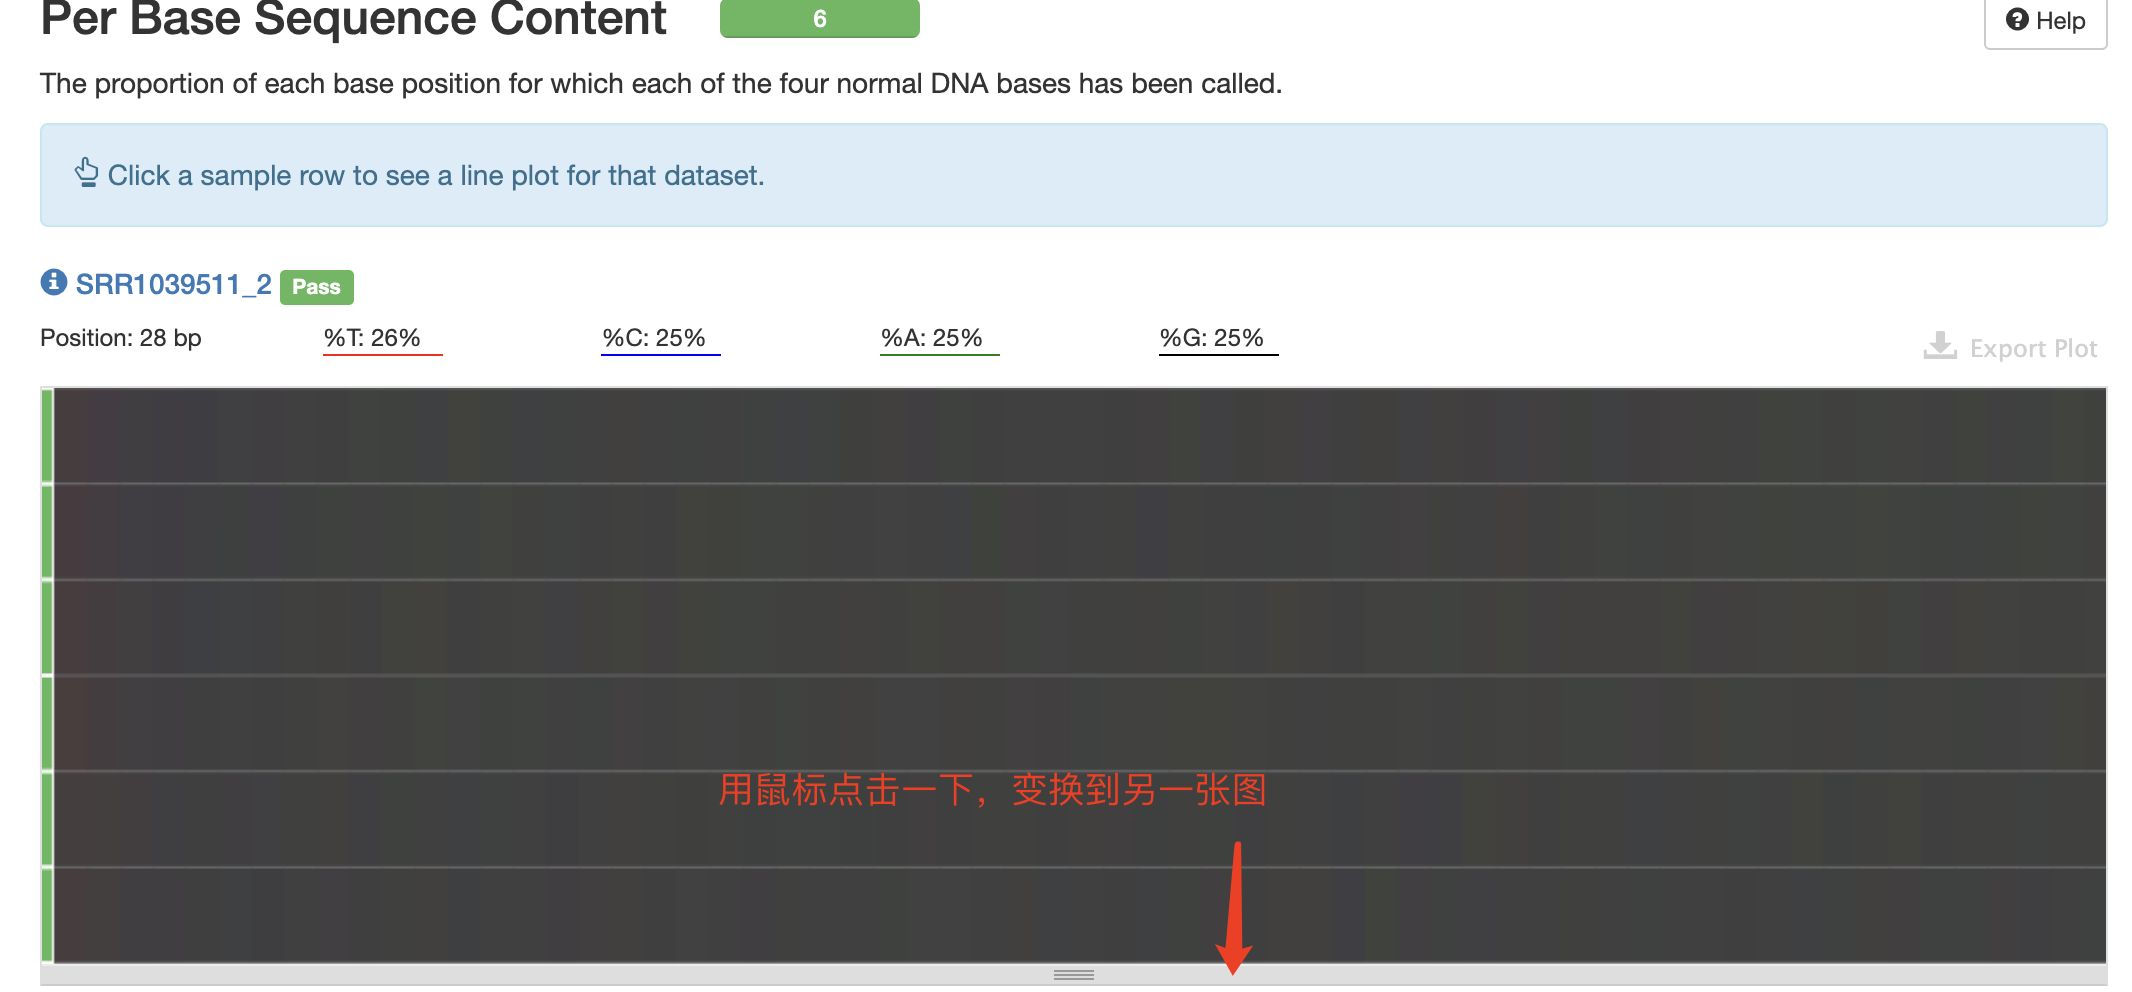 Per Base Sequence Content 6 Help
The proportion of each base position for which each of the four normal DNA bases has been called.
Click a sample row to see a line plot for that dataset.
SRR1039511_2 Pass
Position: 28 bp %T: 26% %C: 25% %A: 25% %G: 25% Export Plot
用鼠标点击一下，变换到另一张图